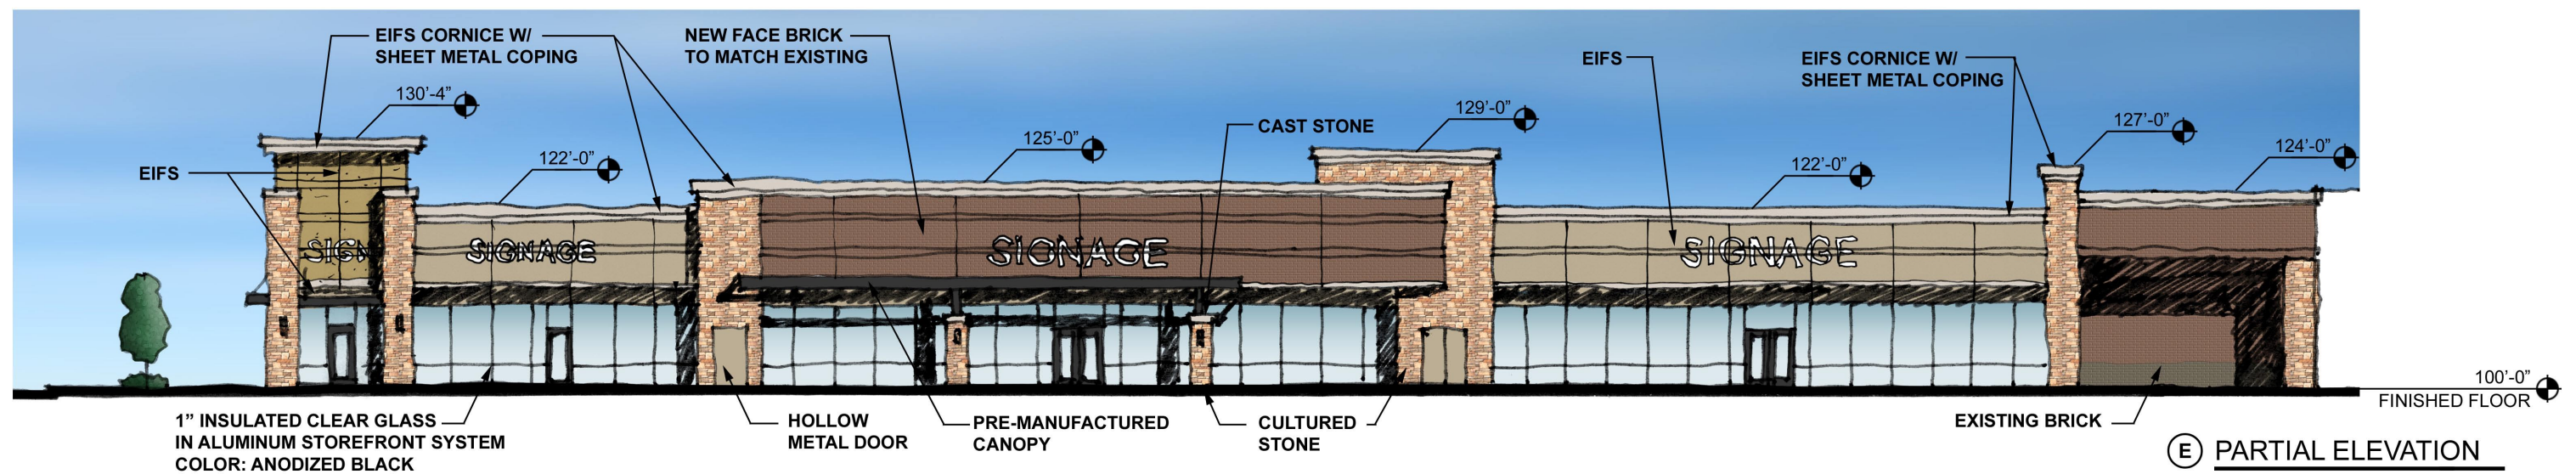 EIFS CORNICE W/
SHEET METAL COPING
NEW FACE BRICK
TO MATCH EXISTING
EIFS
EIFS CORNICE W/
SHEET METAL COPING
130’-4”
129’-0”
CAST STONE
127’-0”
125’-0”
124’-0”
122’-0”
122’-0”
EIFS
SIGN
SIGNAGE
SIGNAGE
SIGNAGE
100’-0”
FINISHED FLOOR
1” INSULATED CLEAR GLASS
IN ALUMINUM STOREFRONT SYSTEM
COLOR: ANODIZED BLACK
HOLLOW
METAL DOOR
PRE-MANUFACTURED
CANOPY
CULTURED
STONE
EXISTING BRICK
E PARTIAL ELEVATION